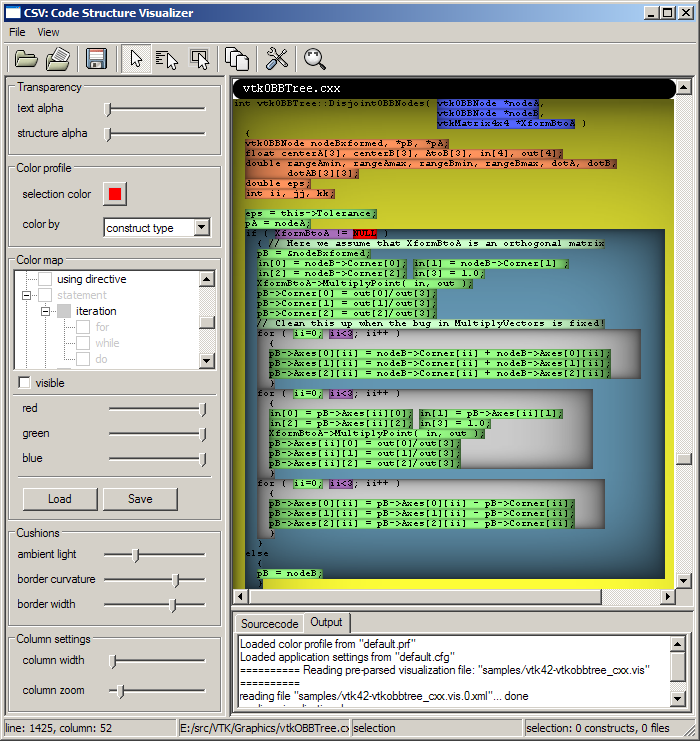 CSV: Code Structure Visualizer
File View
Transparency
text alpha
structure alpha
Color profile
selection color
color by construct type
Color map
using directive
statement
iteration
for
while
do
visible
red
green
blue
Load Save
Cushions
ambient light
border curvature
border width
Column settings
column width
column zoom
vtkOBBTree.cxx
int vtkOBBTree::DisjointOBBNodes( vtkOBBNode *nodeA,
vtkOBBNode *nodeB,
vtkMatrix4x4 *XformBtoA )
{
vtkOBBNode nodeBxformed, *pB, *pA;
float centerA[3], centerB[3], AtoB[3], in[4], out[4];
double rangeAmin, rangeAmax, rangeBmin, rangeBmax, dotA, dotB,
dotAB[3][3];
double eps;
int ii, jj, kk;
eps = this->Tolerance;
pA = nodeA;
if ( XformBtoA != NULL )
{ // Here we assume that XformBtoA is an orthogonal matrix
pB = &nodeBxformed;
in[0] = nodeB->Corner[0]; in[1] = nodeB->Corner[1];
in[2] = nodeB->Corner[2]; in[3] = 1.0;
XformBtoA->MultiplyPoint( in, out );
pB->Corner[0] = out[0]/out[3];
pB->Corner[1] = out[1]/out[3];
pB->Corner[2] = out[2]/out[3];
// Clean this up when the bug in MultiplyVectors is fixed!
for ( ii=0; ii<3; ii++ )
{
pB->Axes[0][ii] = nodeB->Corner[ii] + nodeB->Axes[0][ii];
pB->Axes[1][ii] = nodeB->Corner[ii] + nodeB->Axes[1][ii];
pB->Axes[2][ii] = nodeB->Corner[ii] + nodeB->Axes[2][ii];
}
for ( ii=0; ii<3; ii++ )
{
in[0] = pB->Axes[ii][0]; in[1] = pB->Axes[ii][1];
in[2] = pB->Axes[ii][2]; in[3] = 1.0;
XformBtoA->MultiplyPoint( in, out );
pB->Axes[ii][0] = out[0]/out[3];
pB->Axes[ii][1] = out[1]/out[3];
pB->Axes[ii][2] = out[2]/out[3];
}
for ( ii=0; ii<3; ii++ )
{
pB->Axes[0][ii] = pB->Axes[0][ii] - pB->Corner[ii];
pB->Axes[1][ii] = pB->Axes[1][ii] - pB->Corner[ii];
pB->Axes[2][ii] = pB->Axes[2][ii] - pB->Corner[ii];
}
}
else
{
pB = nodeB;
}
Sourcecode Output
Loaded color profile from "default.prf"
Loaded application settings from "default.cfg"
========== Reading pre-parsed visualization file: "samples/vtk42-vtkobbtree_cxx.vis"
==========
reading file "samples/vtk42-vtkobbtree_cxx.vis.0.xml"... done
line: 1425, column: 52 E:/src/VTK/Graphics/vtkOBBTree.cx selection selection: 0 constructs, 0 files